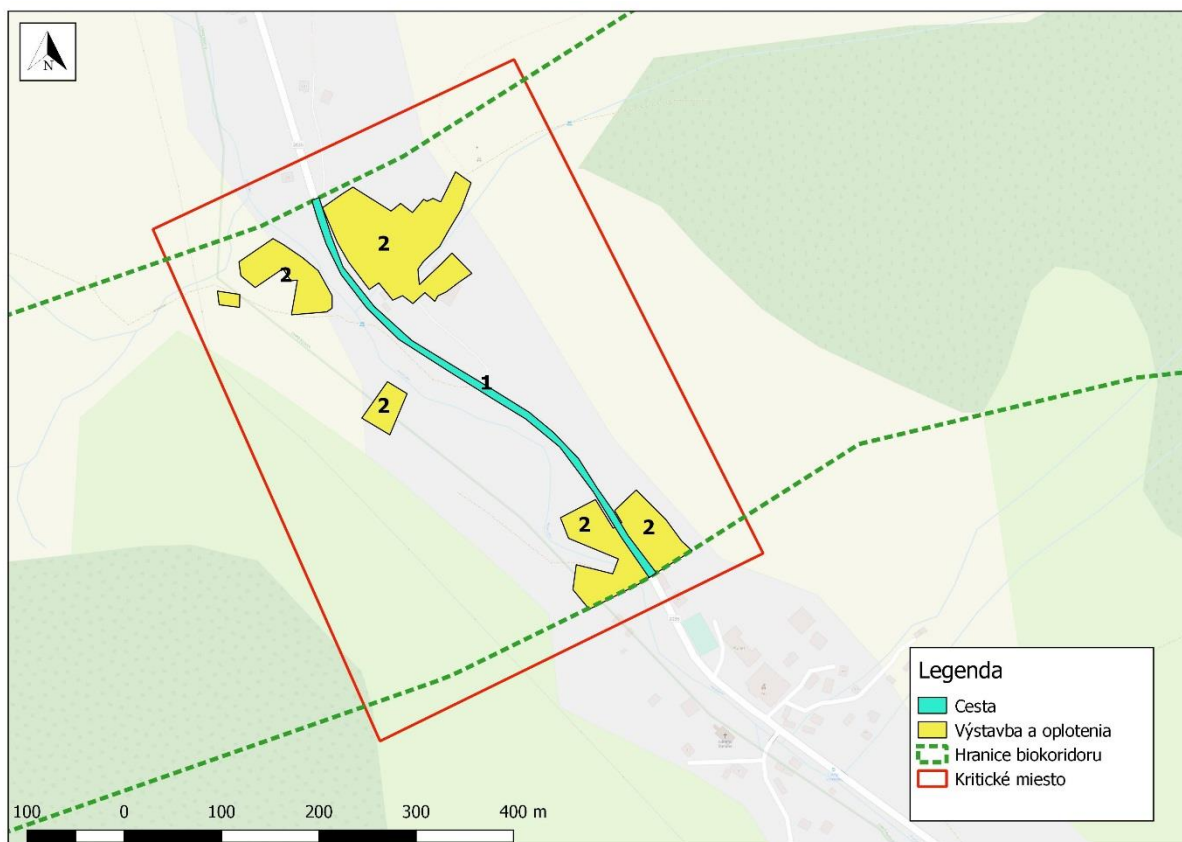 N
2
2
1
2
2
2
Legenda
Cesta
Výstavba a oplotenia
Hranice biokoridoru
Kritické miesto
100 0 100 200 300 400 m